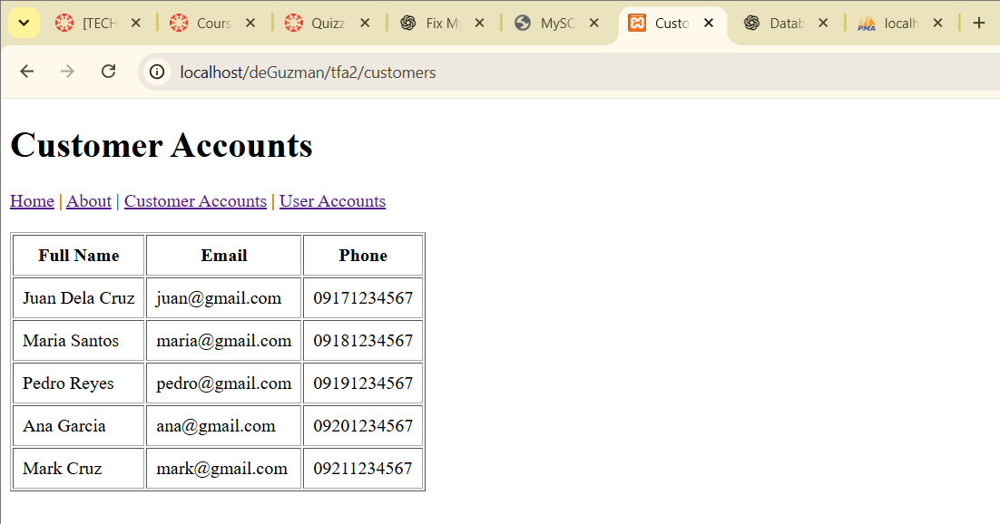 [TECH
Cours
Quizz
Fix My
MySC
Custo
Datab
PMA
localh
localhost/deGuzman/tfa2/customers
Customer Accounts
Home | About | Customer Accounts | User Accounts
Full Name Email Phone
Juan Dela Cruz juan@gmail.com 09171234567
Maria Santos maria@gmail.com 09181234567
Pedro Reyes pedro@gmail.com 09191234567
Ana Garcia ana@gmail.com 09201234567
Mark Cruz mark@gmail.com 09211234567